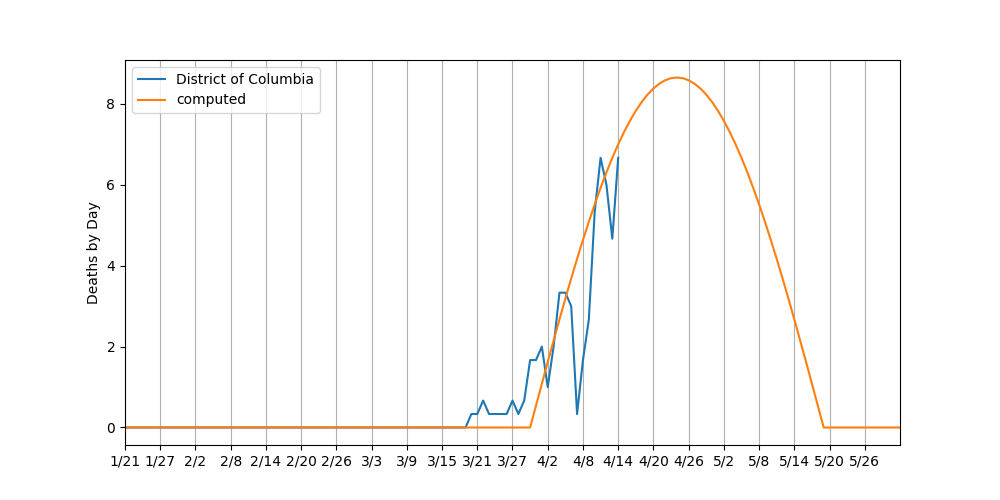 District of Columbia
computed
Deaths by Day
8
6
4
2
0
1/21 1/27 2/2 2/8 2/14 2/20 2/26 3/3 3/9 3/15 3/21 3/27 4/2 4/8 4/14 4/20 4/26 5/2 5/8 5/14 5/20 5/26